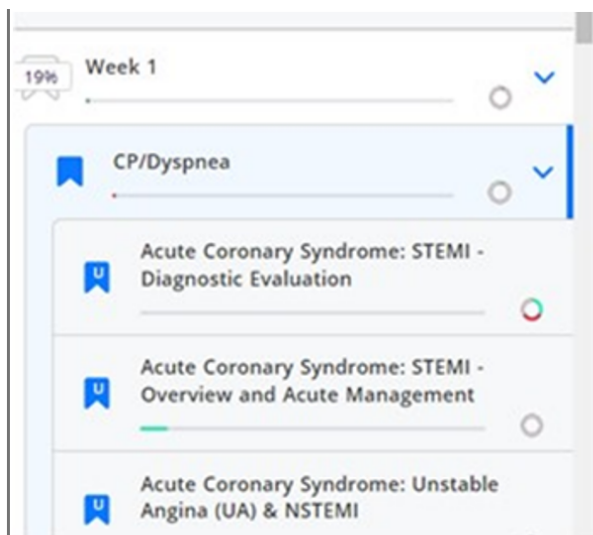 19%
Week 1
CP/Dyspnea
Acute Coronary Syndrome: STEMI -
Diagnostic Evaluation
U
Acute Coronary Syndrome: STEMI -
Overview and Acute Management
U
Acute Coronary Syndrome: Unstable
Angina (UA) & NSTEMI
U